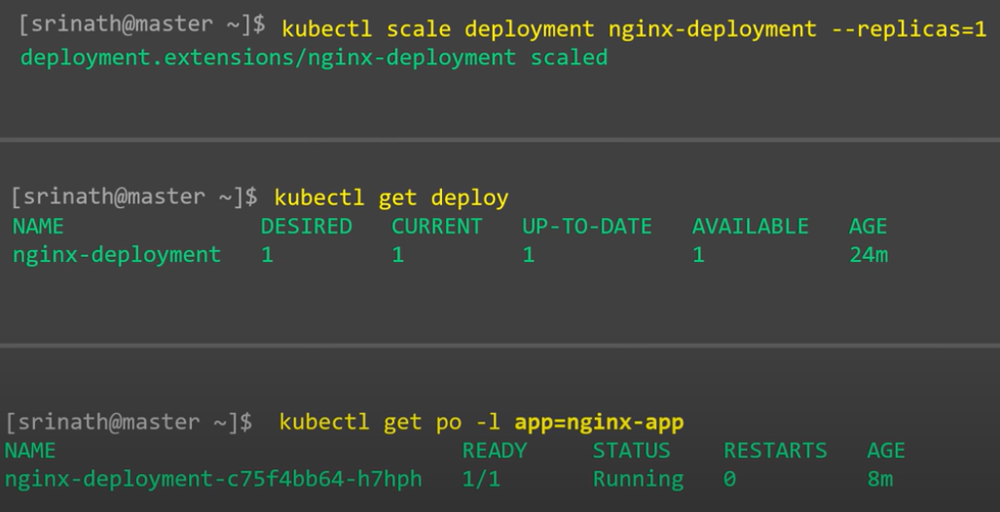 [srinath@master ~]$ kubectl scale deployment nginx-deployment --replicas=1
deployment.extensions/nginx-deployment scaled
[srinath@master ~]$ kubectl get deploy
NAME DESIRED CURRENT UP-TO-DATE AVAILABLE AGE
nginx-deployment 1 1 1 1 24m
[srinath@master ~]$ kubectl get po -l app=nginx-app
NAME READY STATUS RESTARTS AGE
nginx-deployment-c75f4bb64-h7hph 1/1 Running 0 8m